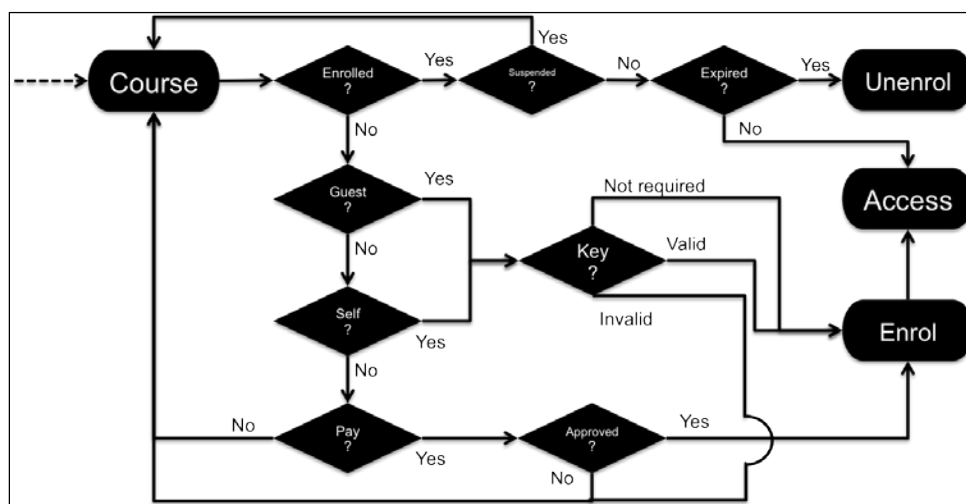 Yes
Course
Enrolled
?
Yes
Suspended
?
No
Expired
?
Yes
Unenrol
No
No
Guest
?
Yes
Not required
Access
No
Key
?
Valid
Self
?
Yes
Invalid
Enrol
No
No
Pay
?
Yes
Approved
?
Yes
No